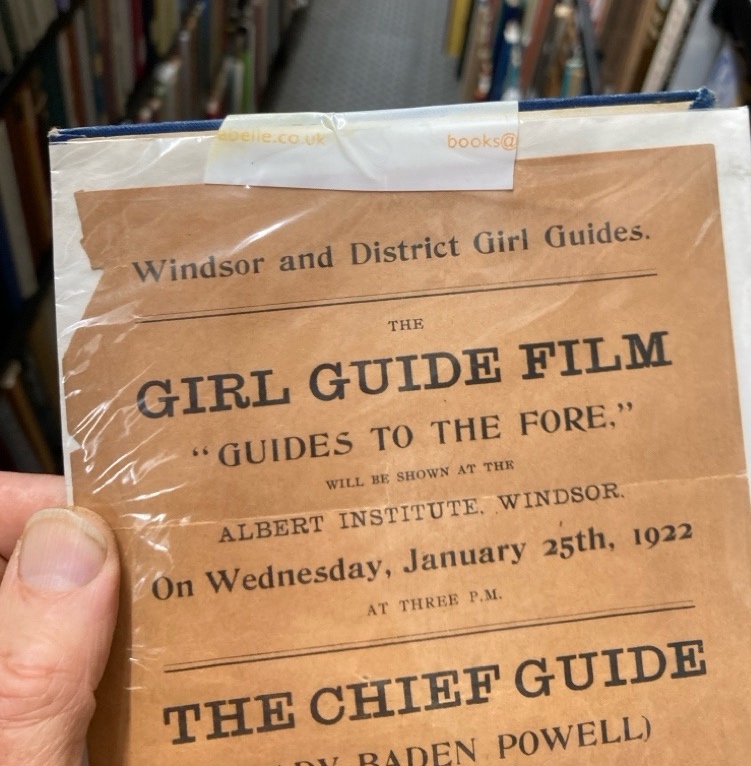 abelle.co.uk books@
Windsor and District Girl Guides.
THE
GIRL GUIDE FILM
“GUIDES TO THE FORE,”
WILL BE SHOWN AT THE
ALBERT INSTITUTE, WINDSOR.
On Wednesday, January 25th, 1922
AT THREE P.M.
THE CHIEF GUIDE
BADEN POWELL)